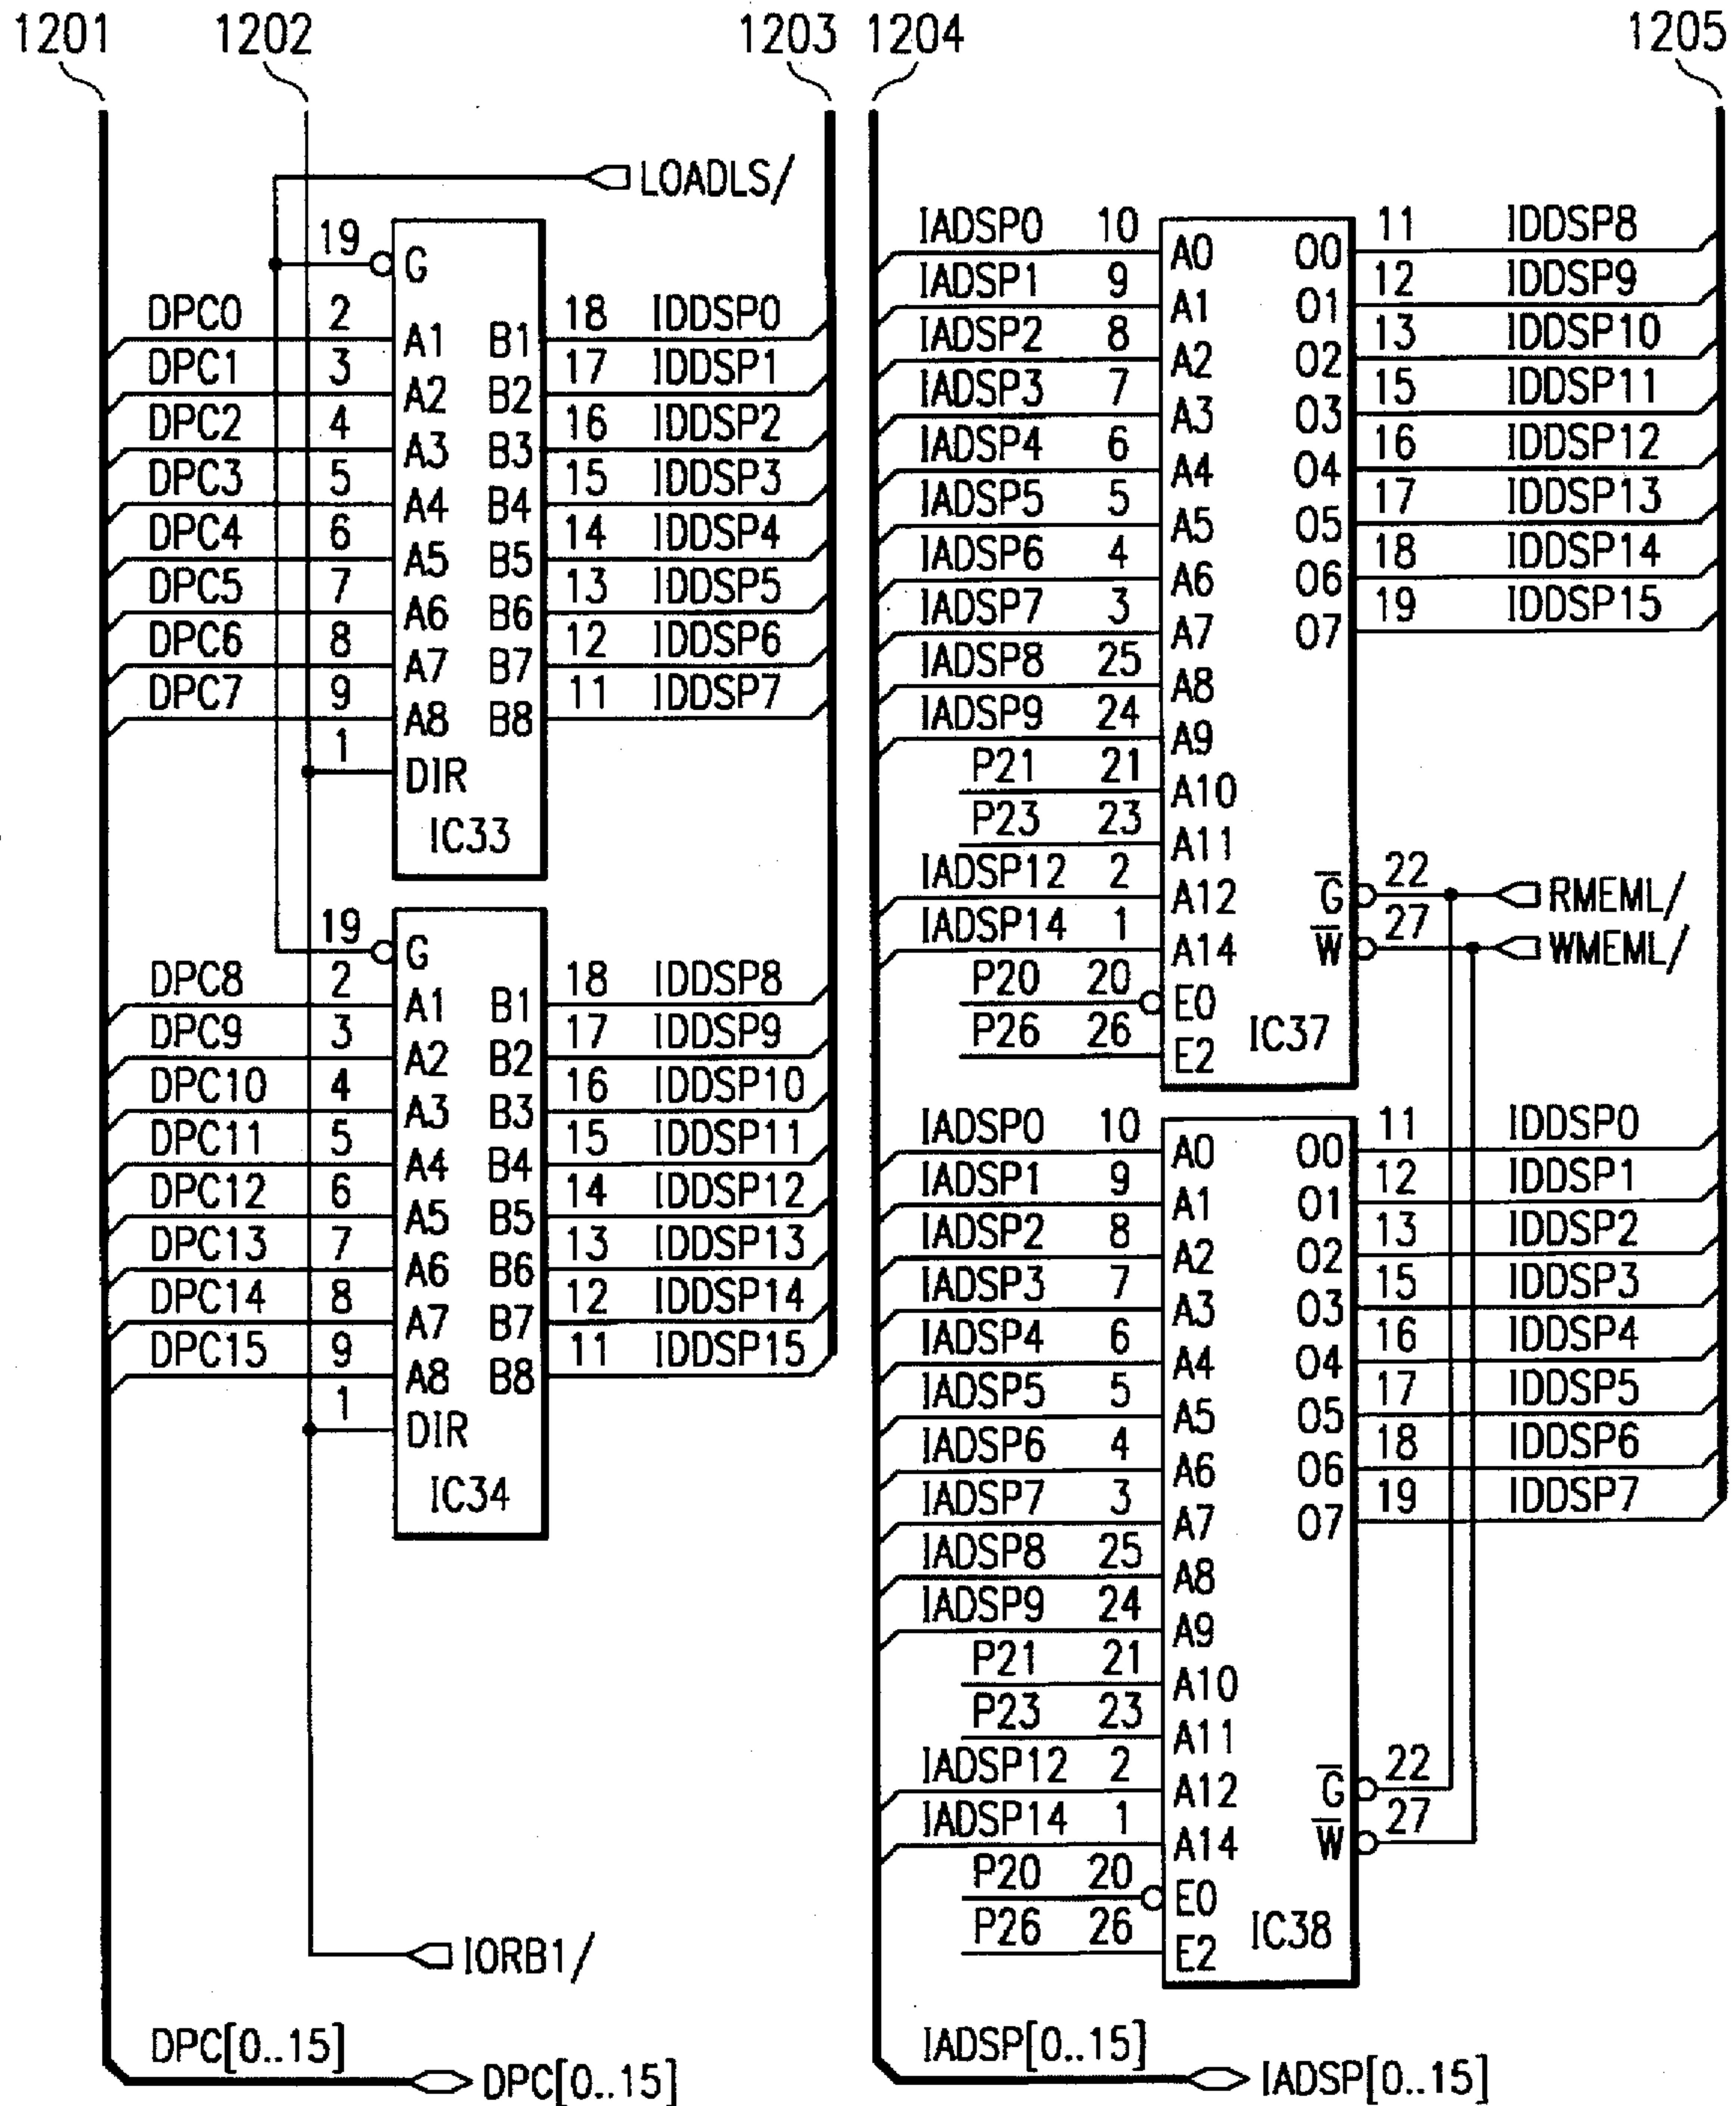 1201 1202 1203 1204 1205
LOADLS/
19 G
DPC0 2 A1 B1 18 IDDSP0
DPC1 3 A2 B2 17 IDDSP1
DPC2 4 A3 B3 16 IDDSP2
DPC3 5 A4 B4 15 IDDSP3
DPC4 6 A5 B5 14 IDDSP4
DPC5 7 A6 B6 13 IDDSP5
DPC6 8 A7 B7 12 IDDSP6
DPC7 9 A8 B8 11 IDDSP7
1 DIR
IC33
19 G
DPC8 2 A1 B1 18 IDDSP8
DPC9 3 A2 B2 17 IDDSP9
DPC10 4 A3 B3 16 IDDSP10
DPC11 5 A4 B4 15 IDDSP11
DPC12 6 A5 B5 14 IDDSP12
DPC13 7 A6 B6 13 IDDSP13
DPC14 8 A7 B7 12 IDDSP14
DPC15 9 A8 B8 11 IDDSP15
1 DIR
IC34
IORB1/
DPC[0..15]
DPC[0..15]
IADSP0 10 A0 O0 11 IDDSP8
IADSP1 9 A1 O1 12 IDDSP9
IADSP2 8 A2 O2 13 IDDSP10
IADSP3 7 A3 O3 15 IDDSP11
IADSP4 6 A4 O4 16 IDDSP12
IADSP5 5 A5 O5 17 IDDSP13
IADSP6 4 A6 O6 18 IDDSP14
IADSP7 3 A7 O7 19 IDDSP15
IADSP8 25 A8
IADSP9 24 A9
P21 21 A10
P23 23 A11
IADSP12 2 A12 G̅ 22 RMEML/
IADSP14 1 A14 W̅ 27 WMEML/
P20 20 E0
P26 26 E2
IC37
IADSP0 10 A0 O0 11 IDDSP0
IADSP1 9 A1 O1 12 IDDSP1
IADSP2 8 A2 O2 13 IDDSP2
IADSP3 7 A3 O3 15 IDDSP3
IADSP4 6 A4 O4 16 IDDSP4
IADSP5 5 A5 O5 17 IDDSP5
IADSP6 4 A6 O6 18 IDDSP6
IADSP7 3 A7 O7 19 IDDSP7
IADSP8 25 A8
IADSP9 24 A9
P21 21 A10
P23 23 A11
IADSP12 2 A12 G̅ 22
IADSP14 1 A14 W̅ 27
P20 20 E0
P26 26 E2
IC38
IADSP[0..15]
IADSP[0..15]